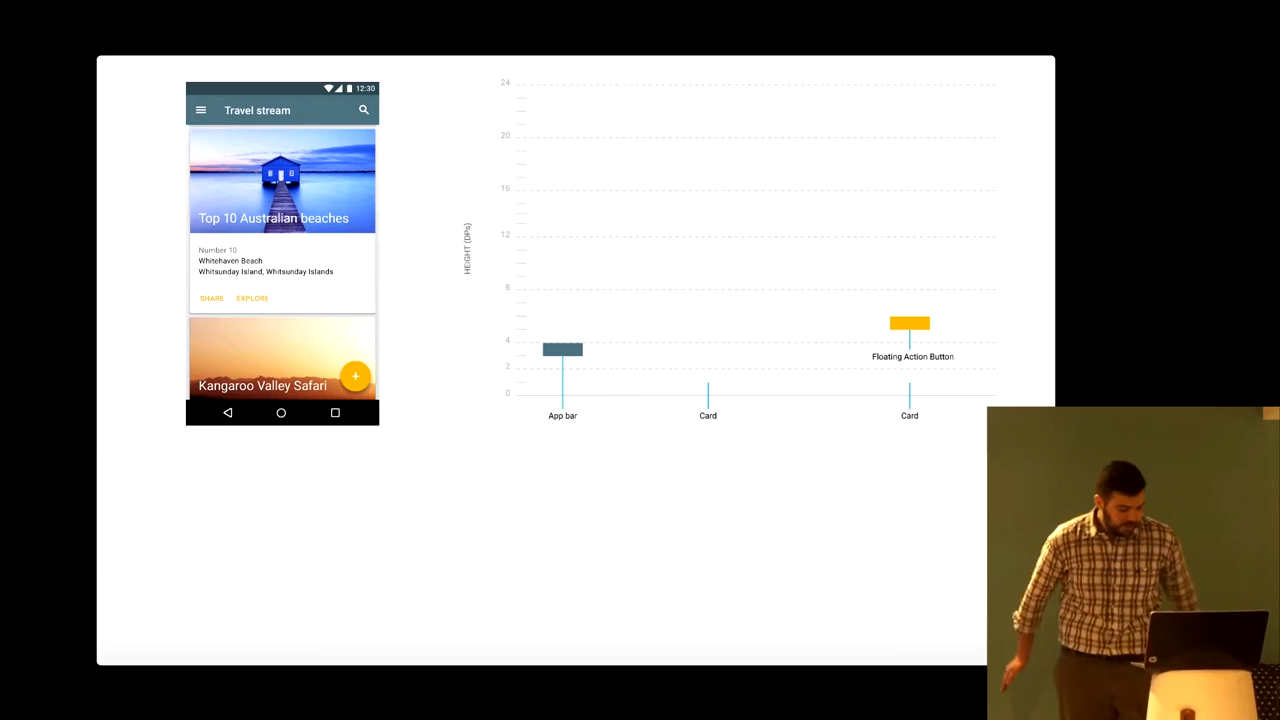 12:30
Travel stream
Top 10 Australian beaches
Number 10
Whitehaven Beach
Whitsunday Island, Whitsunday Islands
SHARE EXPLORE
Kangaroo Valley Safari
+
HEIGHT (DPs)
24
20
16
12
8
4
2
0
Floating Action Button
App bar
Card
Card
hp